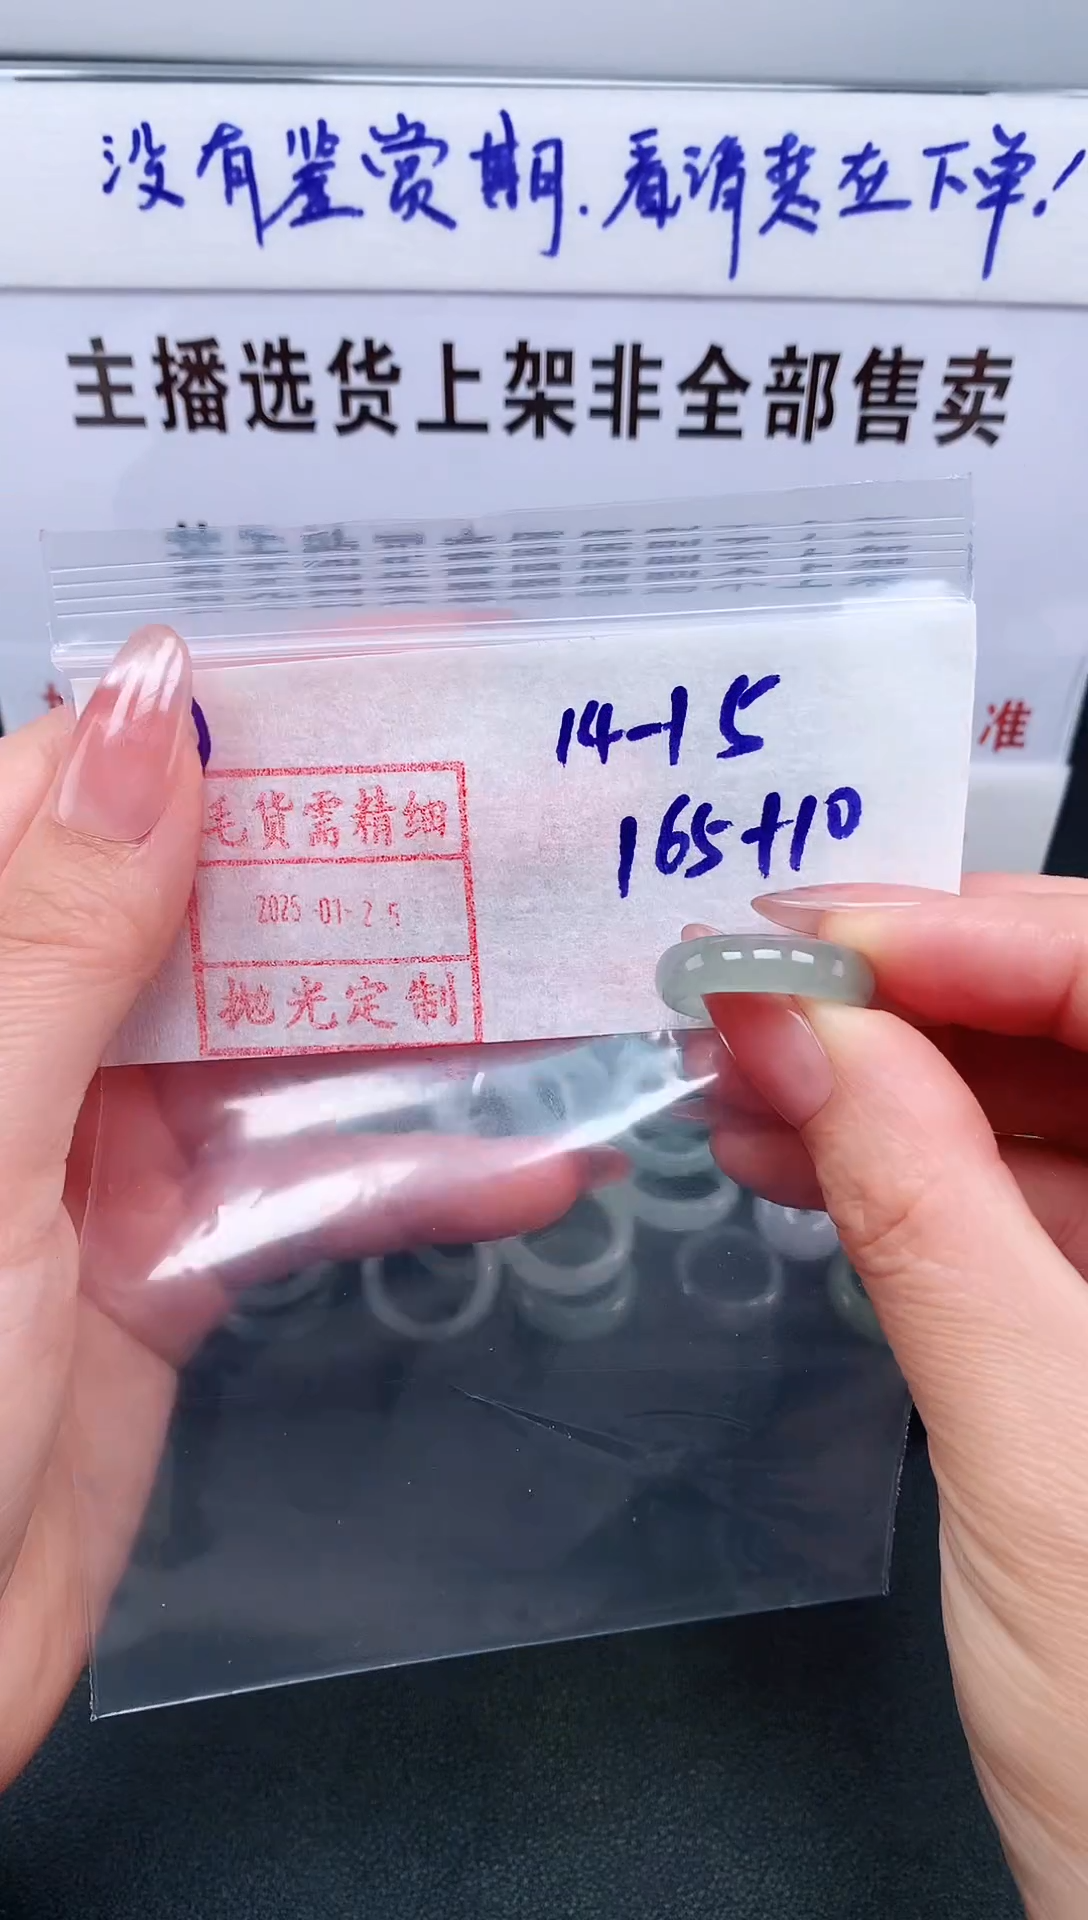 没有鉴赏期.看清楚在下单!
主播选货上架非全部售卖
14-15
165+10
毛货需精细
2025-01-25
抛光定制
准